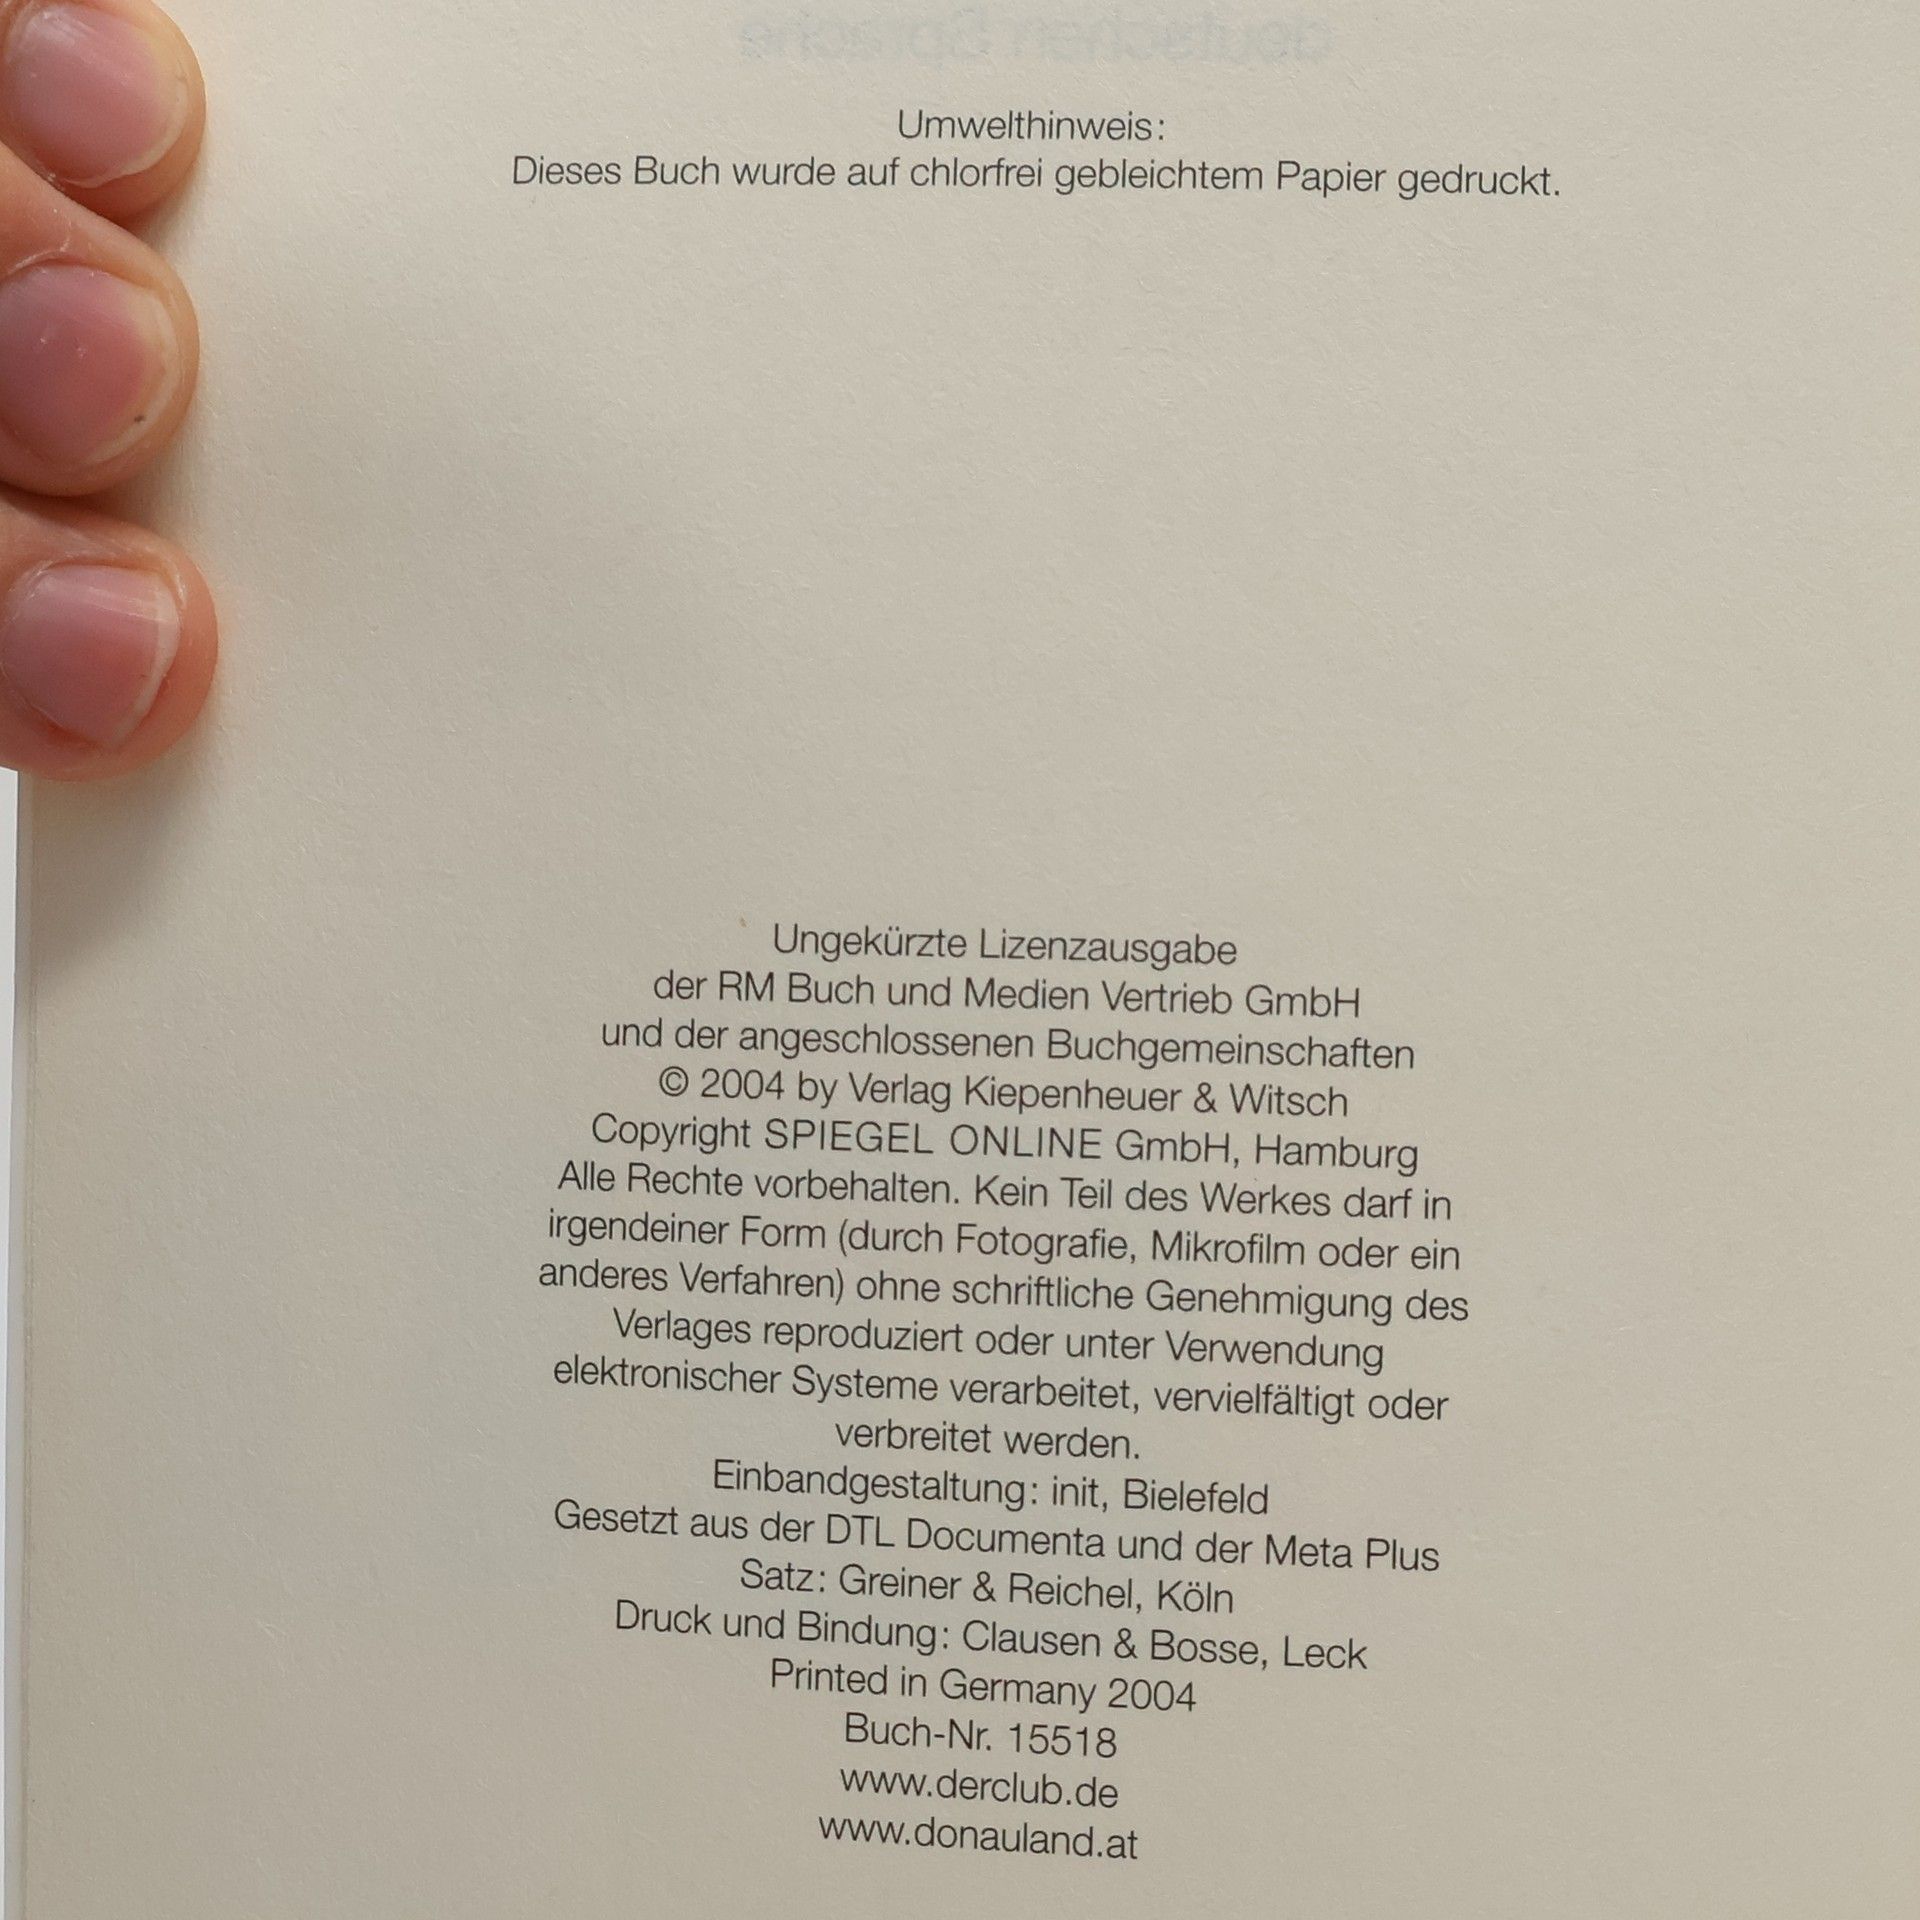 deutschen Sprache
Umwelthinweis:
Dieses Buch wurde auf chlorfrei gebleichtem Papier gedruckt.
Ungekürzte Lizenzausgabe
der RM Buch und Medien Vertrieb GmbH
und der angeschlossenen Buchgemeinschaften
© 2004 by Verlag Kiepenheuer & Witsch
Copyright SPIEGEL ONLINE GmbH, Hamburg
Alle Rechte vorbehalten. Kein Teil des Werkes darf in
irgendeiner Form (durch Fotografie, Mikrofilm oder ein
anderes Verfahren) ohne schriftliche Genehmigung des
Verlages reproduziert oder unter Verwendung
elektronischer Systeme verarbeitet, vervielfältigt oder
verbreitet werden.
Einbandgestaltung: init, Bielefeld
Gesetzt aus der DTL Documenta und der Meta Plus
Satz: Greiner & Reichel, Köln
Druck und Bindung: Clausen & Bosse, Leck
Printed in Germany 2004
Buch-Nr. 15518
www.derclub.de
www.donauland.at